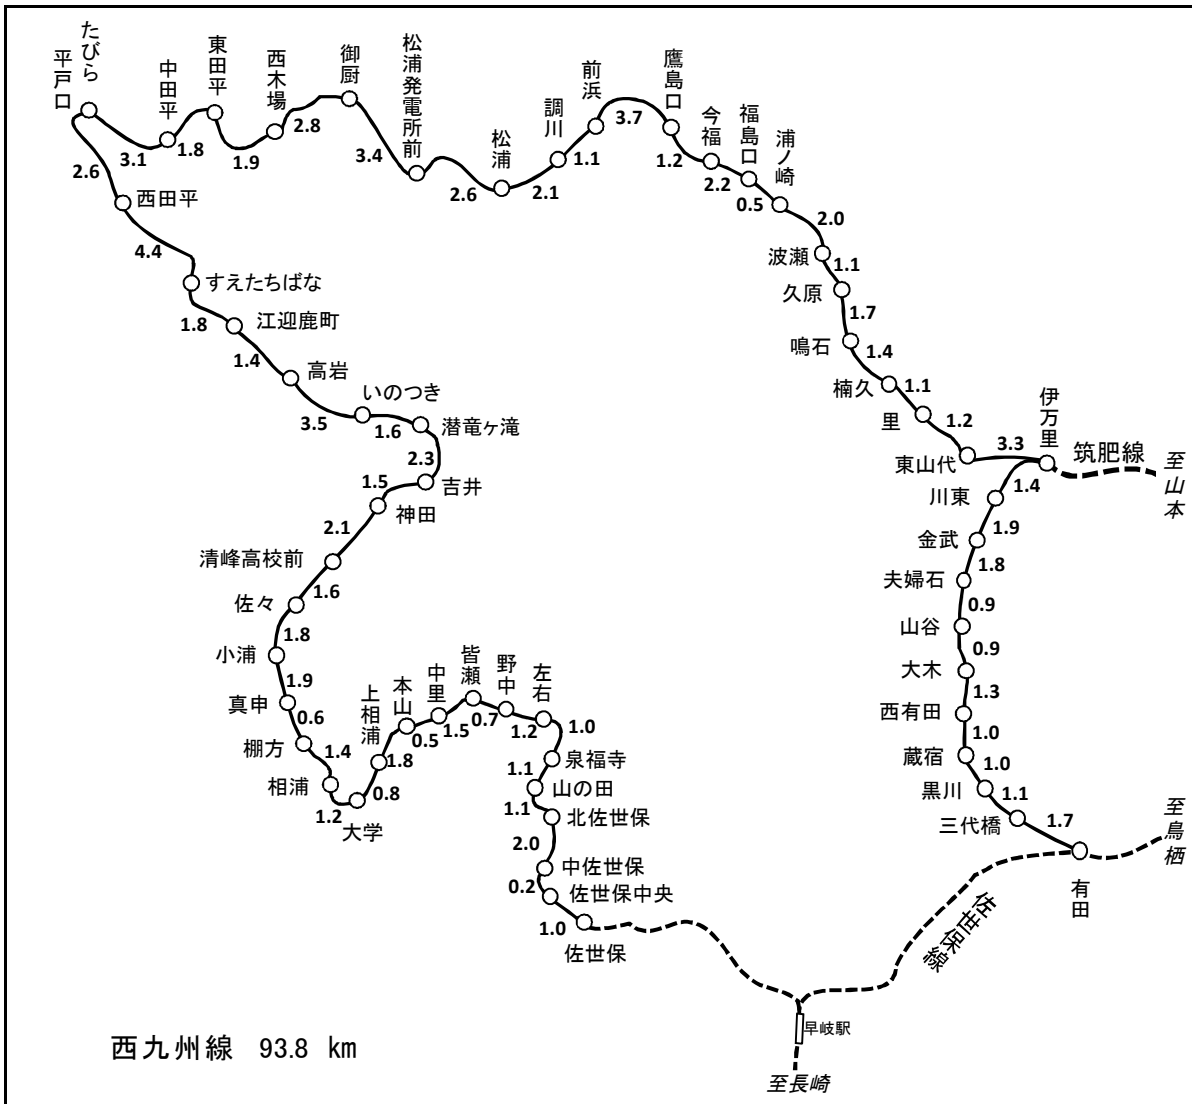 たびら
平戸口
中田平
東田平
西木場
御厨
松浦発電所前
松浦
調川
前浜
鷹島口
今福
福島口
浦ノ崎
3.1
1.8
1.9
2.8
3.4
2.6
2.1
1.1
3.7
1.2
2.2
0.5
2.0
波瀬
1.1
久原
1.7
鳴石
1.4
楠久
1.1
里
1.2
東山代
3.3
伊万里
筑肥線
至山本
1.4
川東
1.9
金武
1.8
夫婦石
0.9
山谷
0.9
大木
1.3
西有田
1.0
蔵宿
1.0
黒川
1.1
三代橋
1.7
有田
至鳥栖
佐世保線
2.6
西田平
4.4
すえたちばな
1.8
江迎鹿町
1.4
高岩
3.5
いのつき
1.6
潜竜ヶ滝
2.3
吉井
1.5
神田
2.1
清峰高校前
1.6
佐々
1.8
小浦
1.9
真申
0.6
棚方
1.4
相浦
1.2
大学
0.8
上相浦
1.8
本山
0.5
中里
1.5
皆瀬
0.7
野中
1.2
左右
1.0
泉福寺
1.1
山の田
1.1
北佐世保
2.0
中佐世保
0.2
佐世保中央
1.0
佐世保
早岐駅
至長崎
西九州線 93.8 km